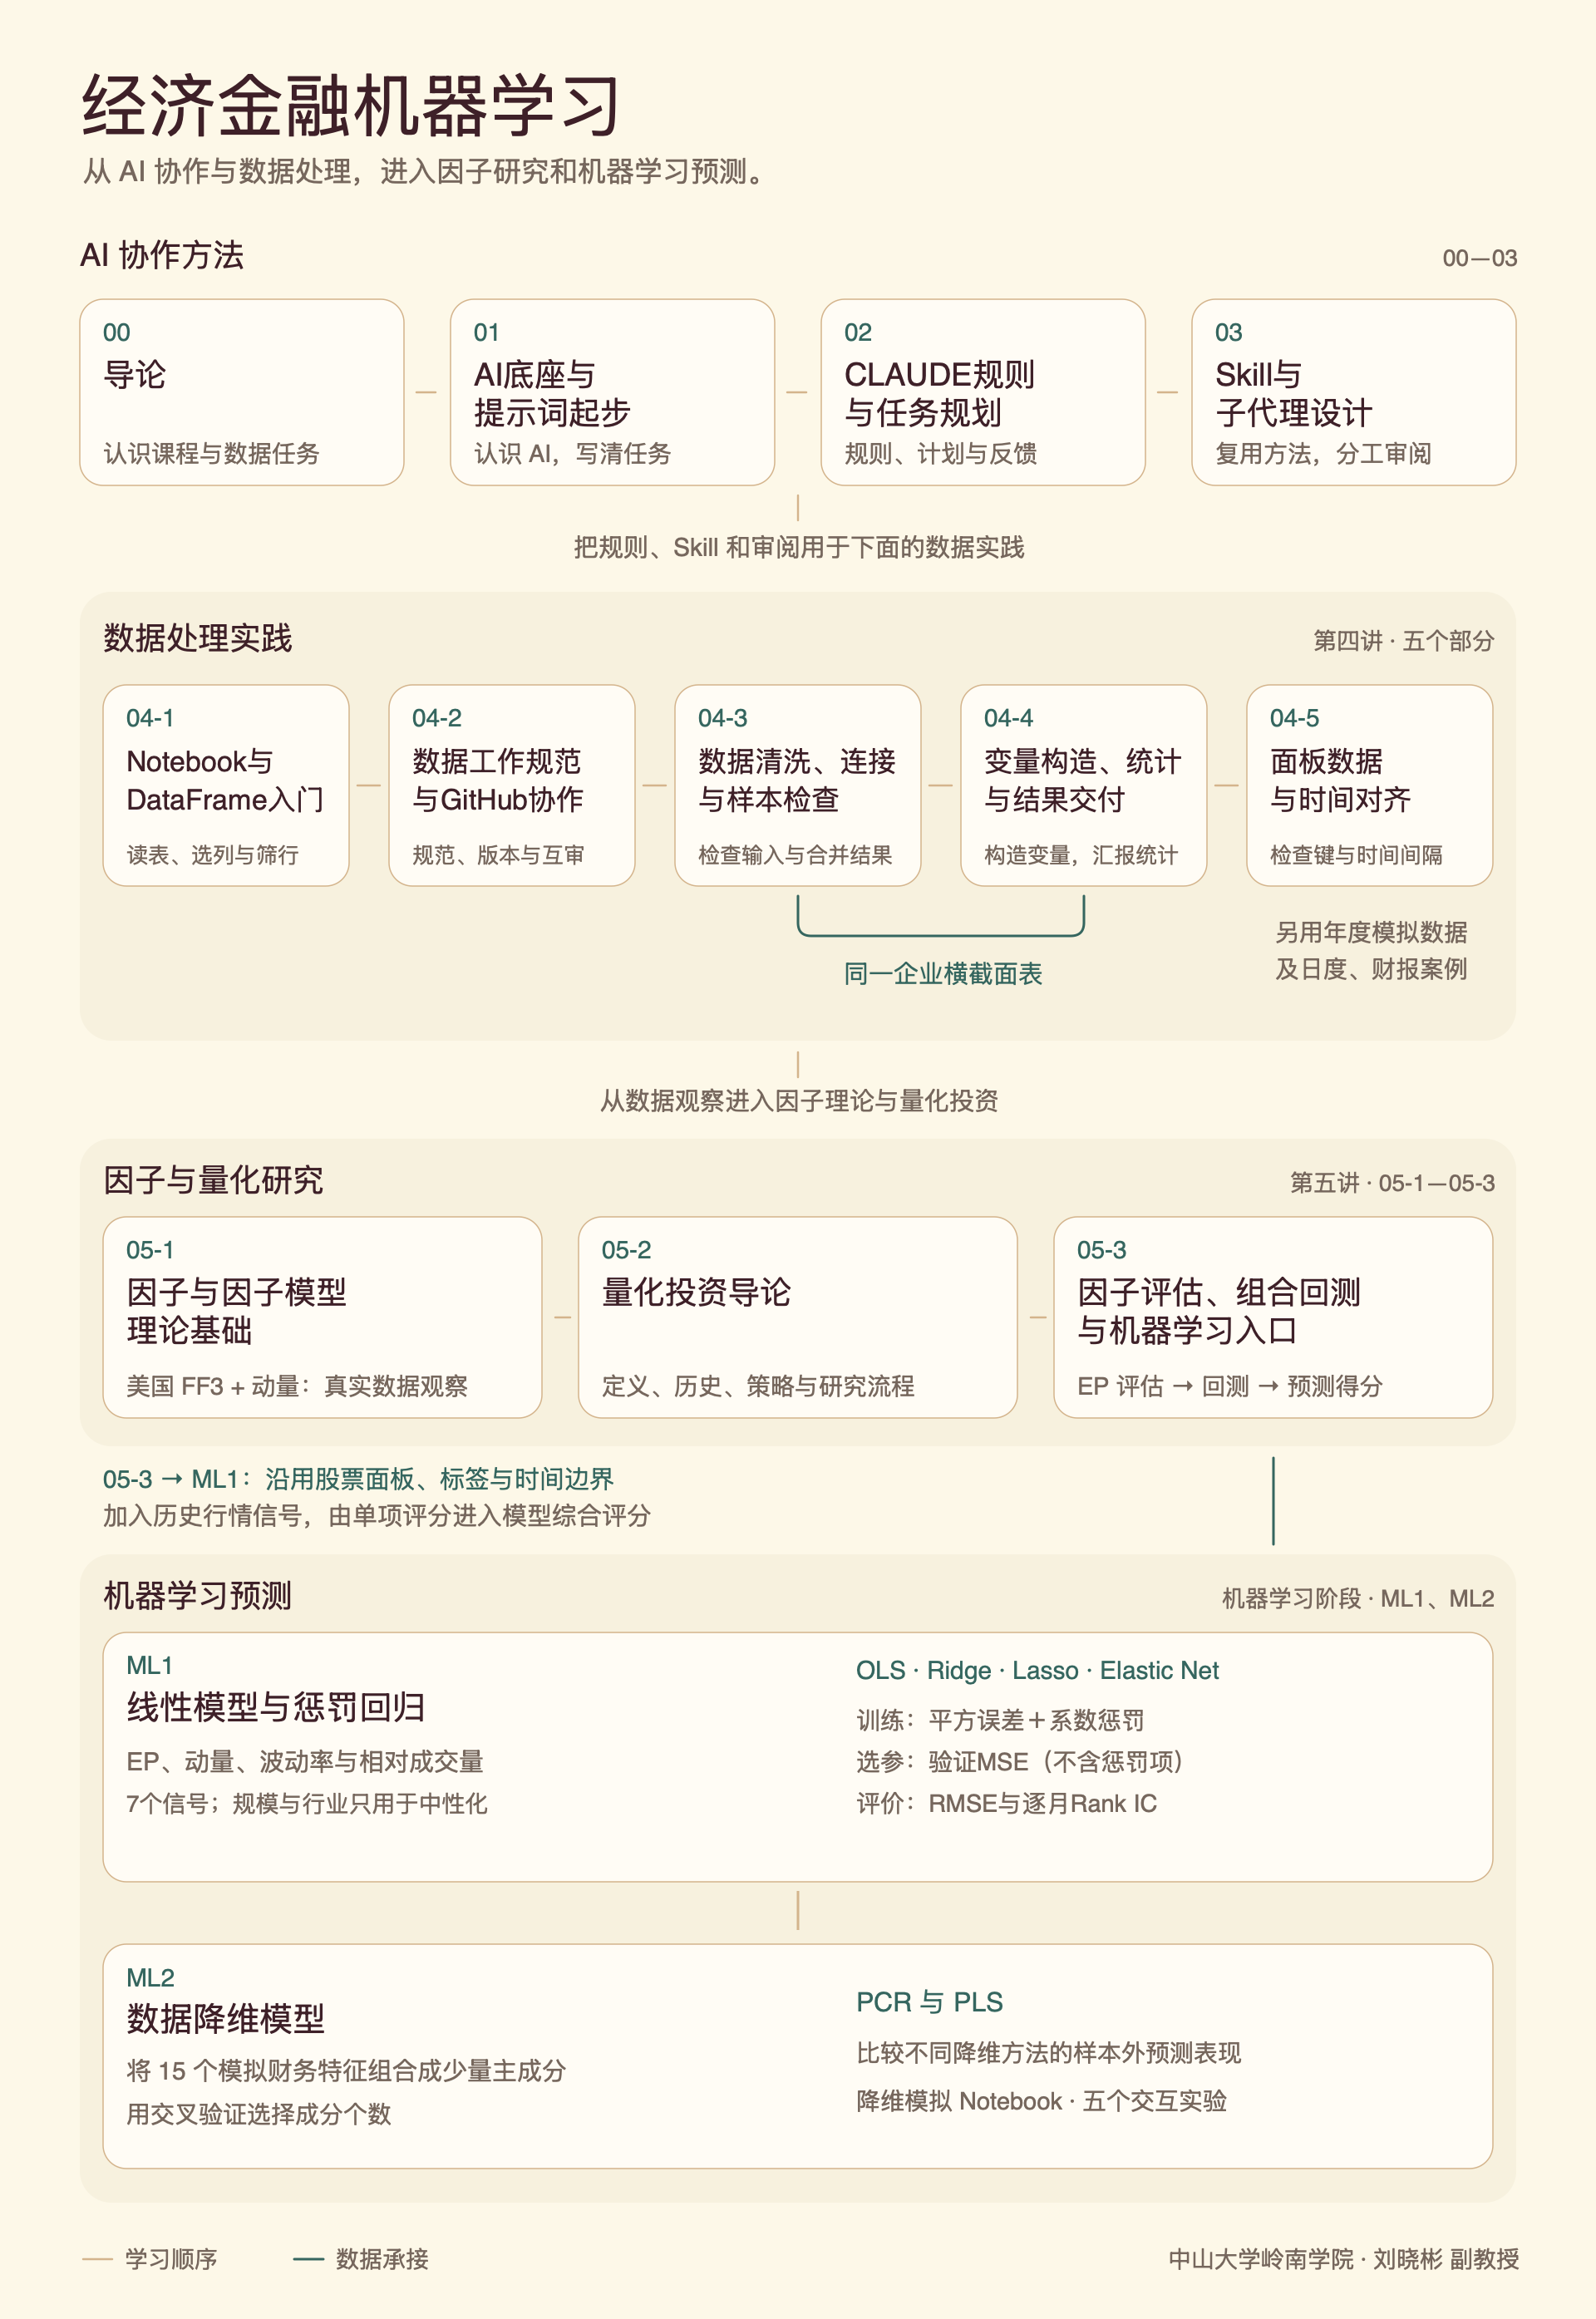 经济金融机器学习
从 AI 协作与数据处理，进入因子研究和机器学习预测。
AI 协作方法
00—03
00
导论
认识课程与数据任务
01
AI底座与
提示词起步
认识 AI，写清任务
02
CLAUDE规则
与任务规划
规则、计划与反馈
03
Skill与
子代理设计
复用方法，分工审阅
把规则、Skill 和审阅用于下面的数据实践
数据处理实践
第四讲 · 五个部分
04-1
Notebook与
DataFrame入门
读表、选列与筛行
04-2
数据工作规范
与GitHub协作
规范、版本与互审
04-3
数据清洗、连接
与样本检查
检查输入与合并结果
04-4
变量构造、统计
与结果交付
构造变量，汇报统计
04-5
面板数据
与时间对齐
检查键与时间间隔
同一企业横截面表
另用年度模拟数据
及日度、财报案例
从数据观察进入因子理论与量化投资
因子与量化研究
第五讲 · 05-1—05-3
05-1
因子与因子模型
理论基础
美国 FF3 + 动量：真实数据观察
05-2
量化投资导论
定义、历史、策略与研究流程
05-3
因子评估、组合回测
与机器学习入口
EP 评估 → 回测 → 预测得分
05-3 → ML1：沿用股票面板、标签与时间边界
加入历史行情信号，由单项评分进入模型综合评分
机器学习预测
机器学习阶段 · ML1、ML2
ML1
线性模型与惩罚回归
EP、动量、波动率与相对成交量
7个信号；规模与行业只用于中性化
OLS · Ridge · Lasso · Elastic Net
训练：平方误差＋系数惩罚
选参：验证MSE（不含惩罚项）
评价：RMSE与逐月Rank IC
ML2
数据降维模型
将 15 个模拟财务特征组合成少量主成分
用交叉验证选择成分个数
PCR 与 PLS
比较不同降维方法的样本外预测表现
降维模拟 Notebook · 五个交互实验
学习顺序
数据承接
中山大学岭南学院 · 刘晓彬 副教授